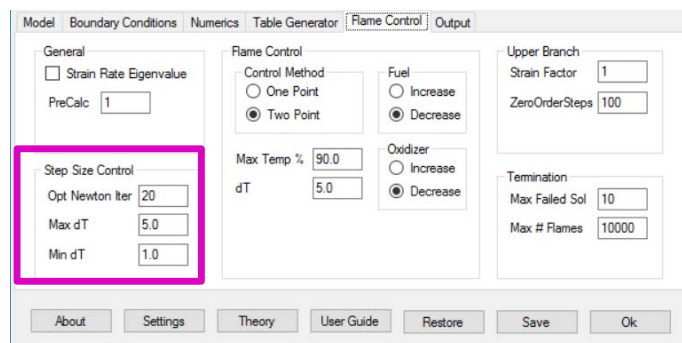 Model Boundary Conditions Numerics Table Generator Flame Control Output
General
Strain Rate Eigenvalue
PreCalc 1
Step Size Control
Opt Newton Iter 20
Max dT 5.0
Min dT 1.0
Flame Control
Control Method
One Point
Two Point
Fuel
Increase
Decrease
Max Temp % 90.0
dT 5.0
Oxidizer
Increase
Decrease
Upper Branch
Strain Factor 1
ZeroOrderSteps 100
Termination
Max Failed Sol 10
Max # Flames 10000
About Settings Theory User Guide Restore Save Ok